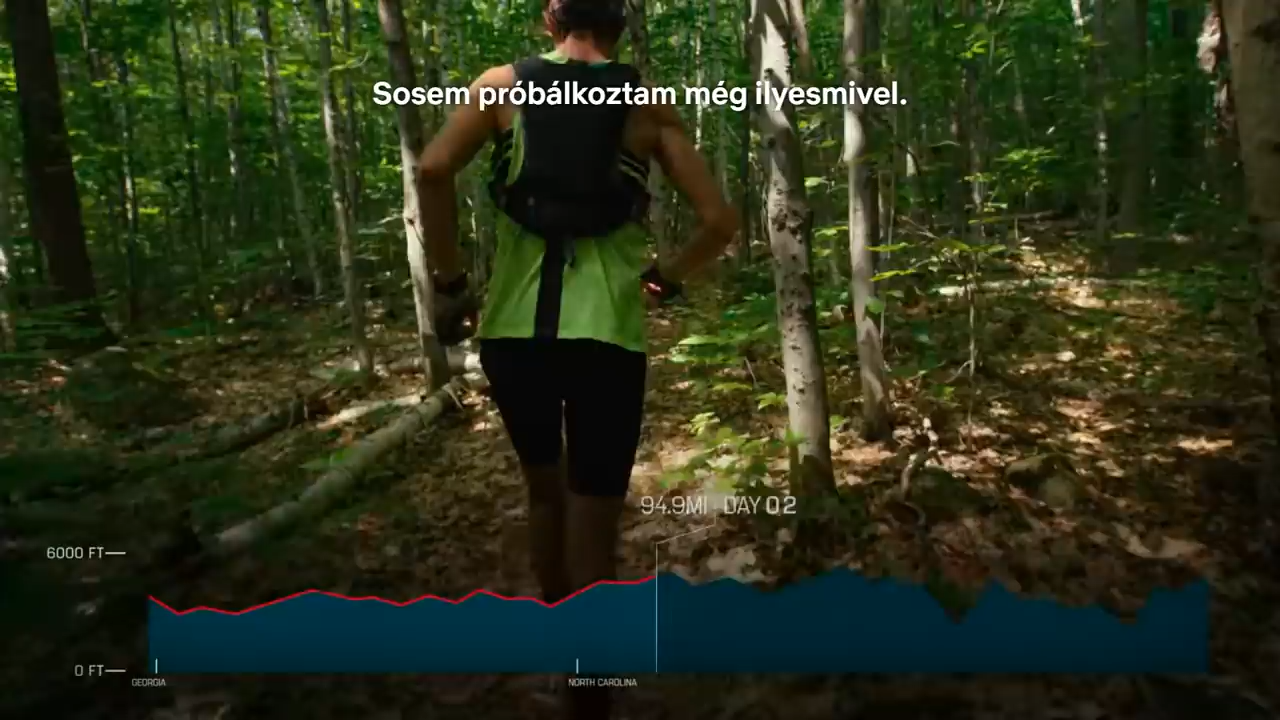 Sosem próbálkoztam még ilyesmivel.
94.9MI · DAY 02
6000 FT
0 FT
GEORGIA
NORTH CAROLINA